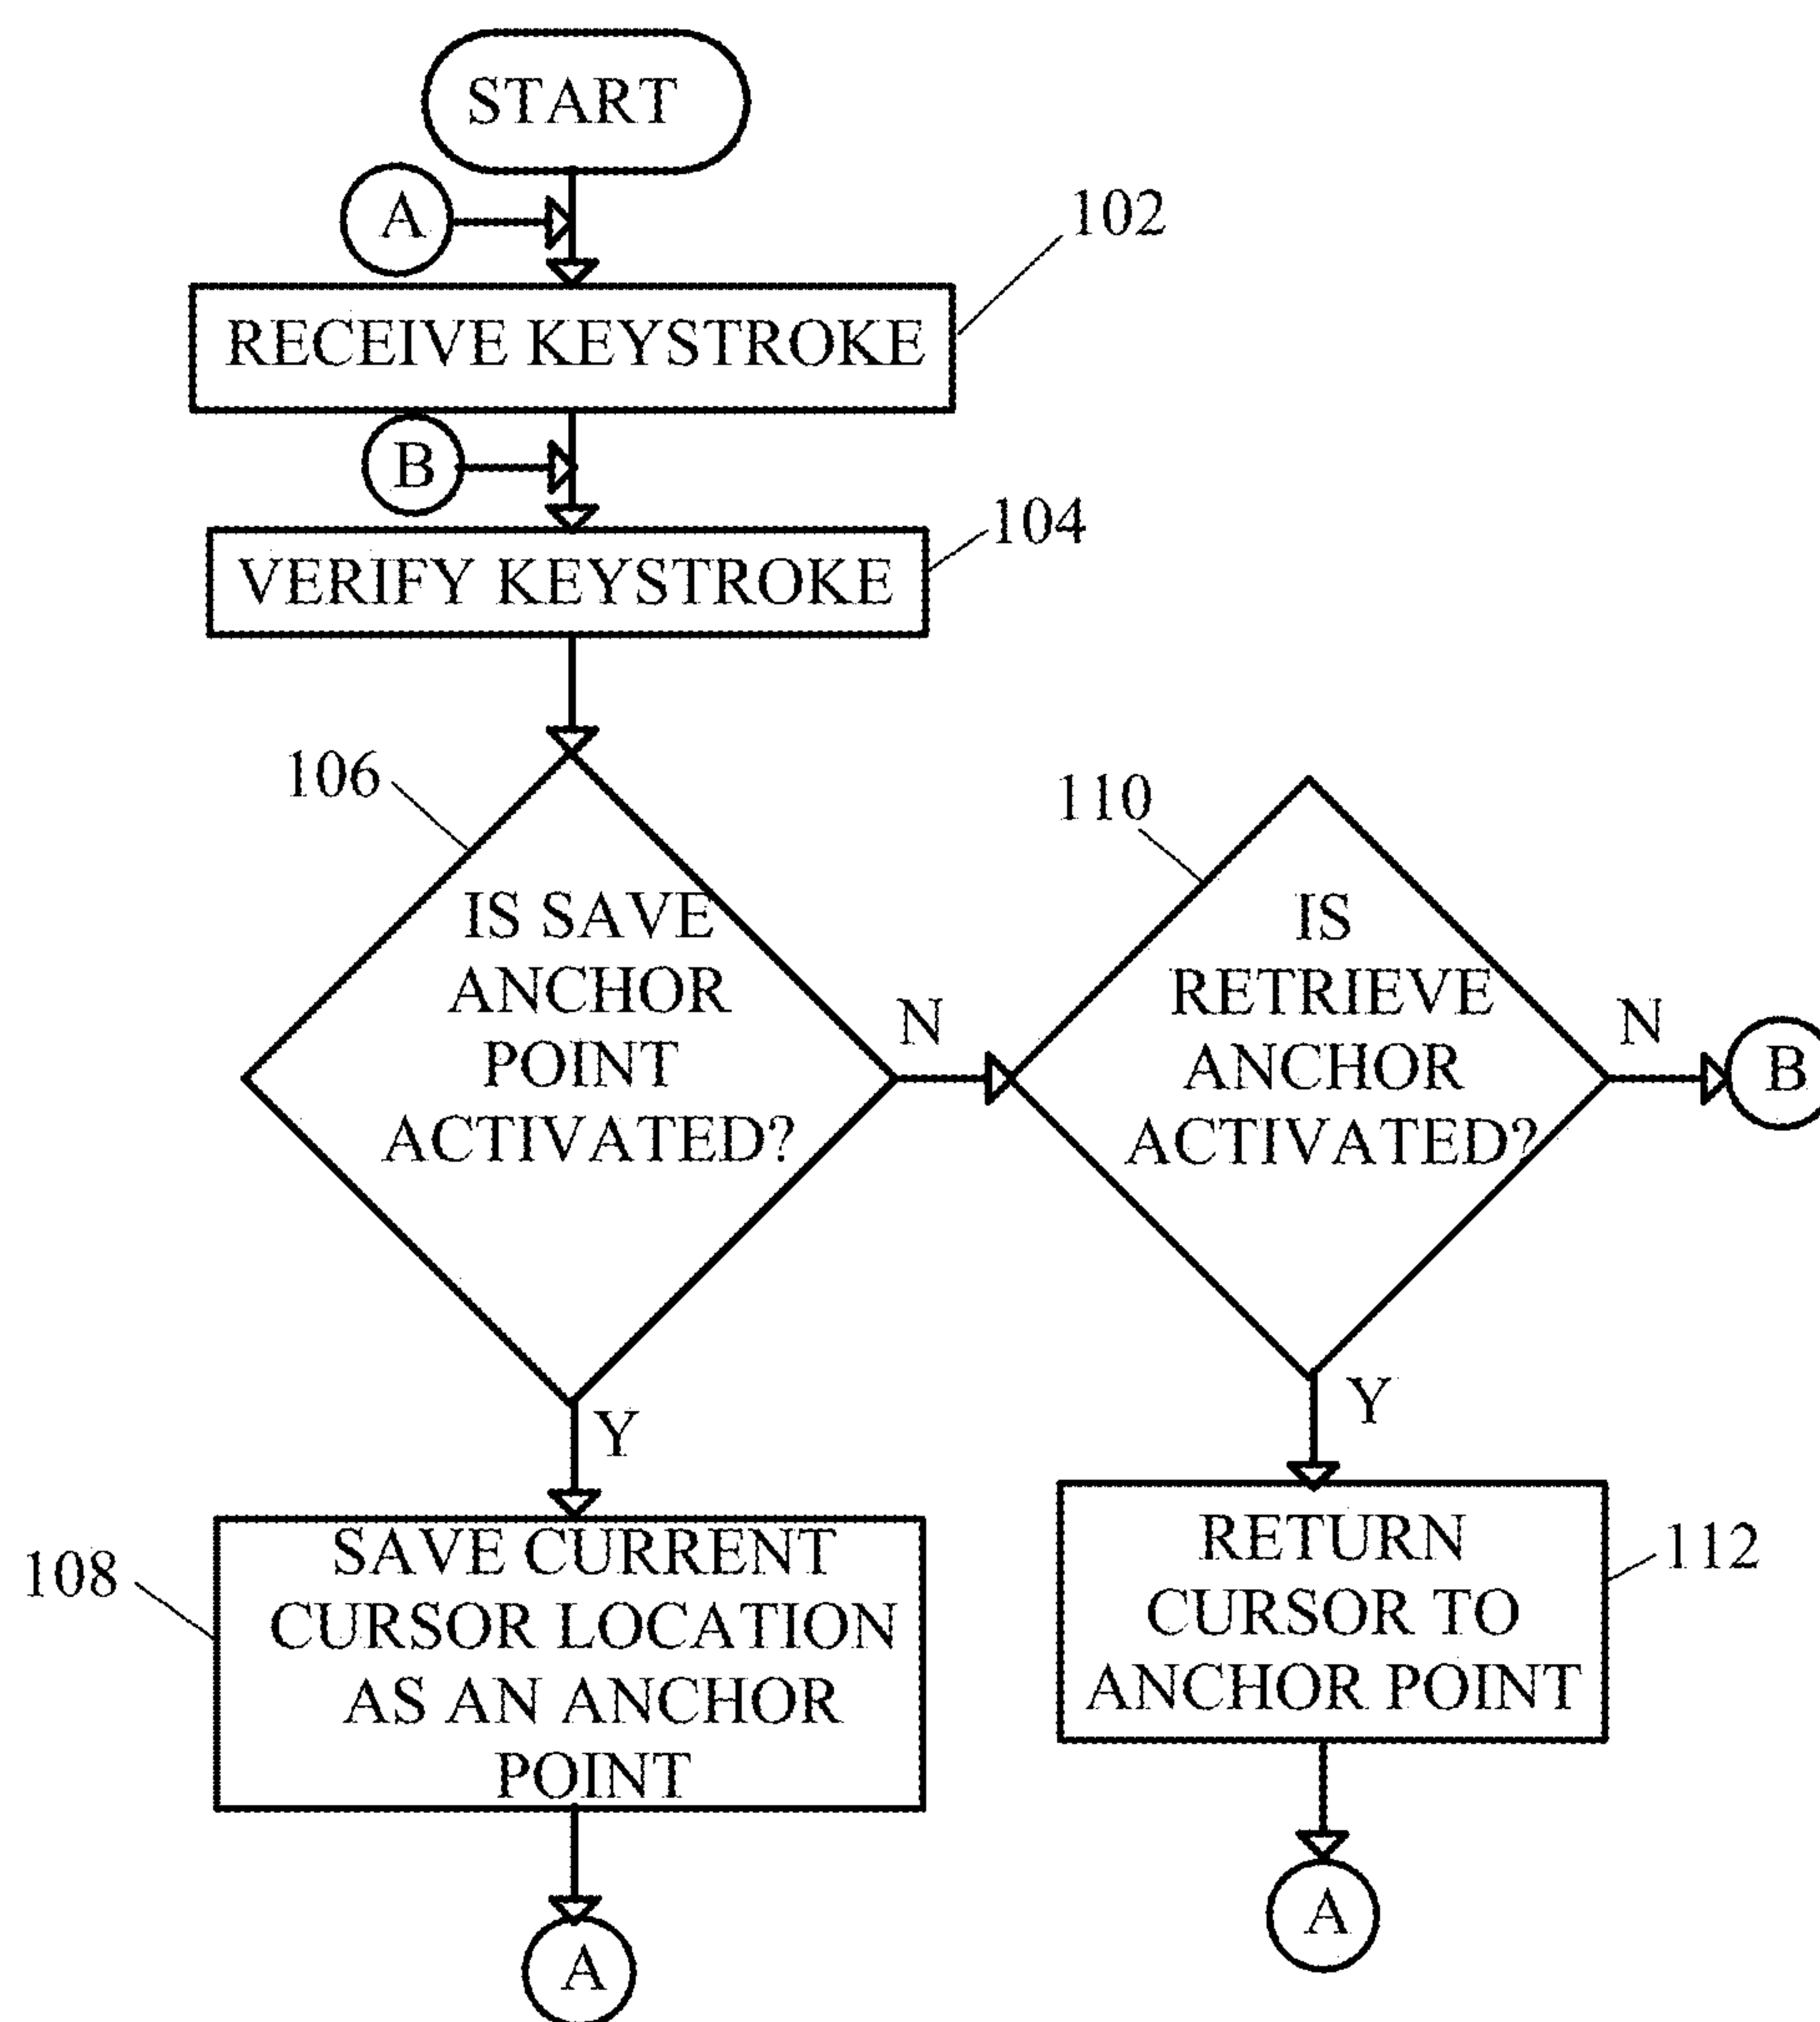 START
A
102
RECEIVE KEYSTROKE
B
104
VERIFY KEYSTROKE
106
IS SAVE
ANCHOR
POINT
ACTIVATED?
N
110
IS
RETRIEVE
ANCHOR
ACTIVATED?
N
B
Y
108
SAVE CURRENT
CURSOR LOCATION
AS AN ANCHOR
POINT
A
Y
RETURN
CURSOR TO
ANCHOR POINT
112
A